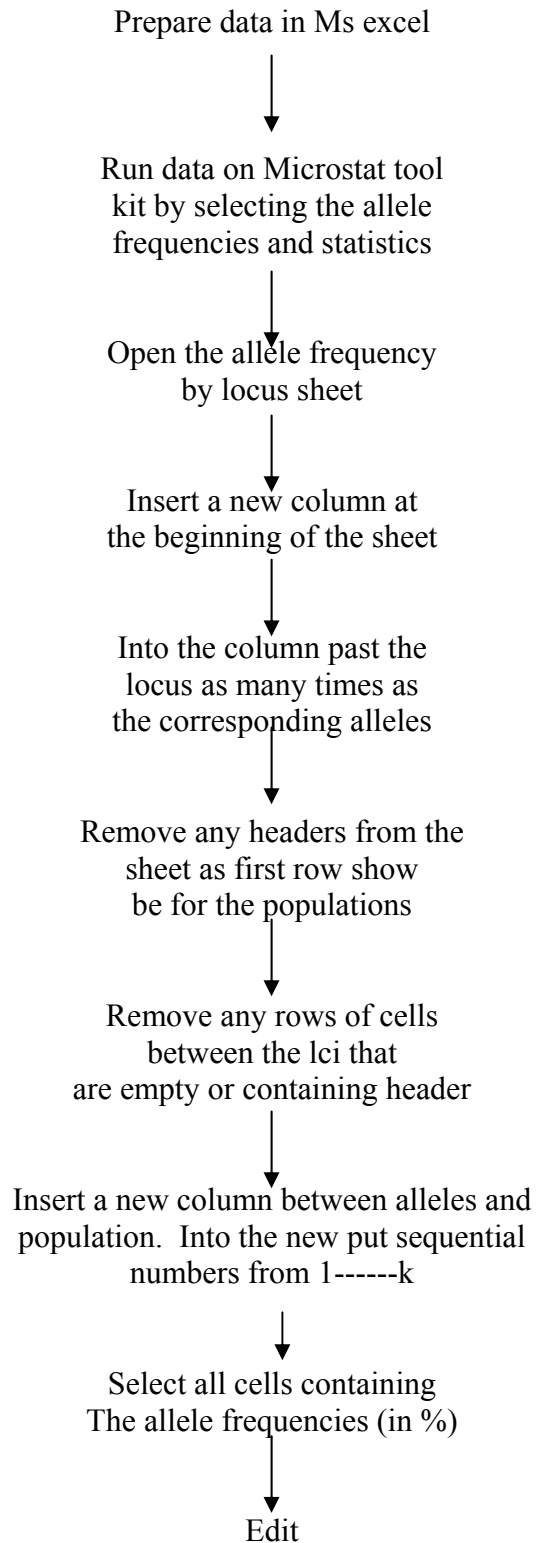 Prepare data in Ms excel
Run data on Microstat tool
kit by selecting the allele
frequencies and statistics
Open the allele frequency
by locus sheet
Insert a new column at
the beginning of the sheet
Into the column past the
locus as many times as
the corresponding alleles
Remove any headers from the
sheet as first row show
be for the populations
Remove any rows of cells
between the lci that
are empty or containing header
Insert a new column between alleles and
population.  Into the new put sequential
numbers from 1------k
Select all cells containing
The allele frequencies (in %)
Edit